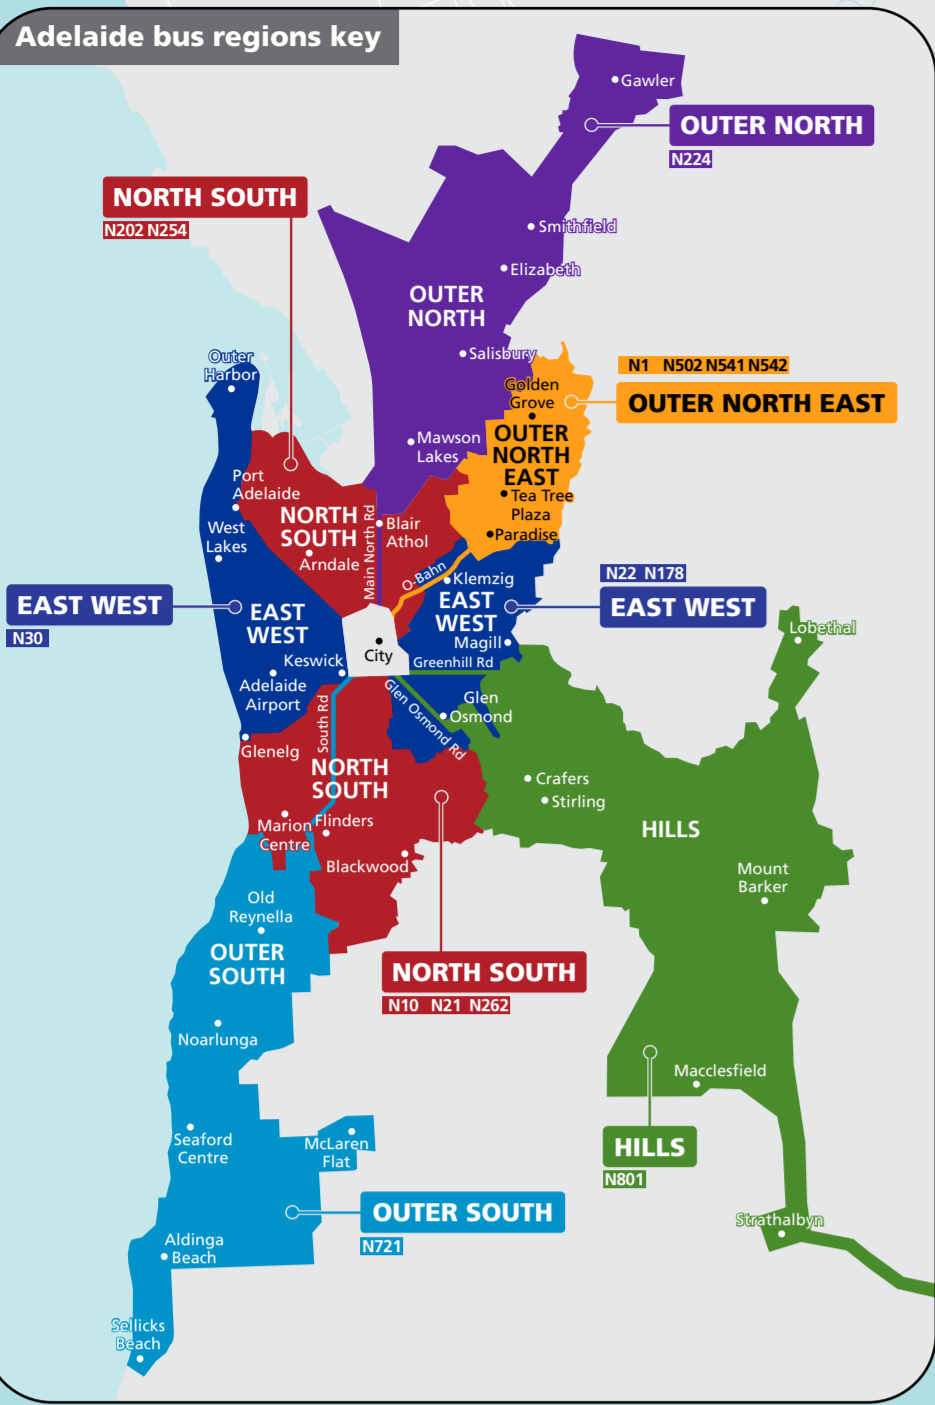 Adelaide bus regions key
Gawler
OUTER NORTH
N224
NORTH SOUTH
N202 N254
Smithfield
Elizabeth
OUTER
NORTH
Salisbury
Outer
Harbor
N1 N502 N541 N542
OUTER NORTH EAST
Golden
Grove
OUTER
NORTH
EAST
Mawson
Lakes
Tea Tree
Plaza
Paradise
Port
Adelaide
NORTH
SOUTH
Main North Rd
Blair
Athol
West
Lakes
Arndale
O-Bahn
Klemzig
N22 N178
EAST WEST
EAST WEST
N30
EAST
WEST
EAST
WEST
Magill
Lobethal
City
Keswick
Greenhill Rd
Adelaide
Airport
South Rd
Glen Osmond Rd
Glen
Osmond
Glenelg
NORTH
SOUTH
Crafers
Stirling
HILLS
Marion
Centre
Flinders
Blackwood
Mount
Barker
Old
Reynella
OUTER
SOUTH
NORTH SOUTH
N10 N21 N262
Noarlunga
Macclesfield
Seaford
Centre
McLaren
Flat
HILLS
N801
OUTER SOUTH
N721
Strathalbyn
Aldinga
Beach
Sellicks
Beach